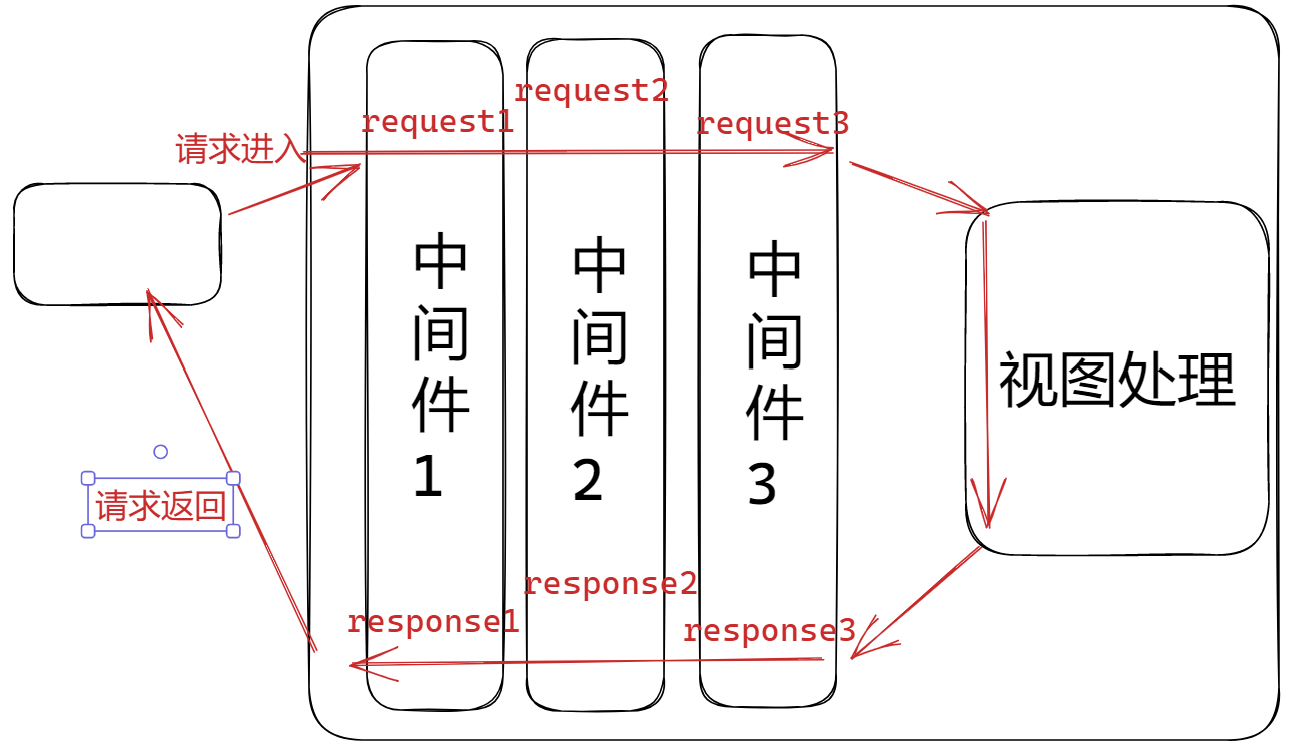 request2
request1
request3
请求进入
中
间
件
1
中
间
件
2
中
间
件
3
视图处理
请求返回
response2
response1
response3